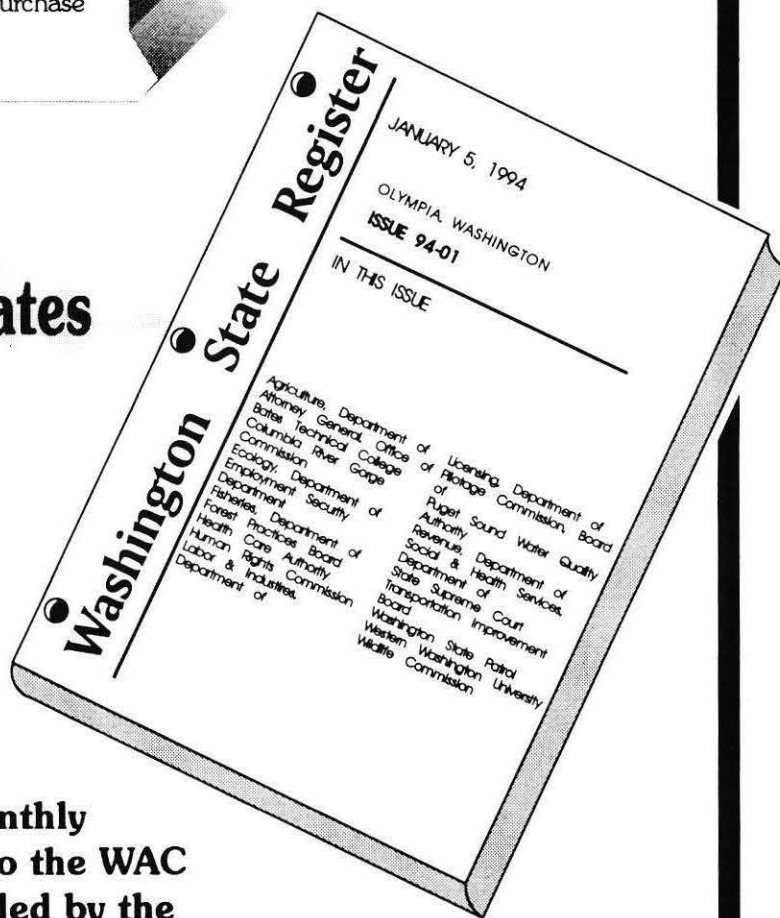 urchase
ates
Washington State Register
JANUARY 5, 1994
OLYMPIA, WASHINGTON
ISSUE 94-01
IN THIS ISSUE
Agriculture, Department of
Attorney General, Office of
Bates Technical College
Columbia River Gorge
Commission
Ecology, Department of
Employment Security
Department
Fisheries, Department of
Forest Practices Board
Health Care Authority
Human Rights Commission
Labor & Industries,
Department of
Licensing, Department of
Pilotage Commission, Board
of
Puget Sound Water Quality
Authority
Revenue, Department of
Social & Health Services,
Department of
State Supreme Court
Transportation Improvement
Board
Washington State Patrol
Western Washington University
Wildlife Commission
nthly
o the WAC
led by the